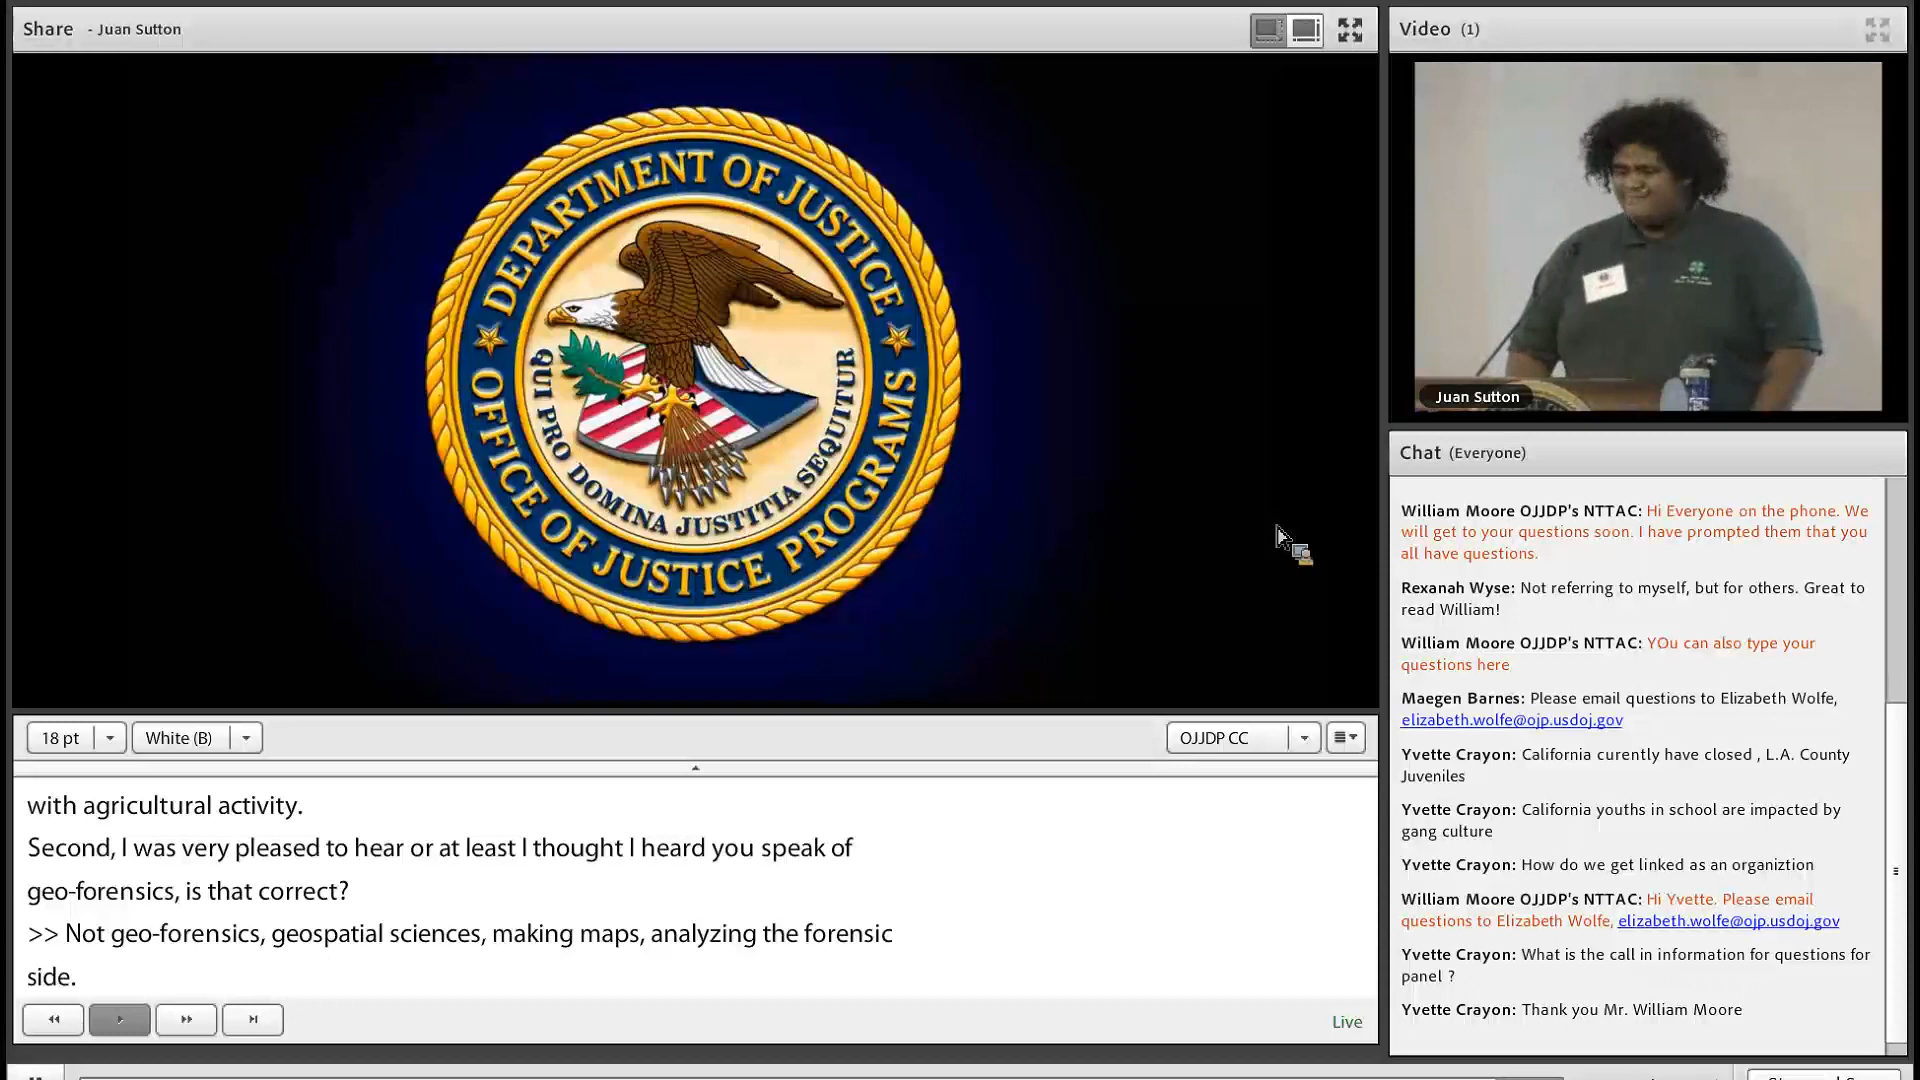 Share - Juan Sutton
DEPARTMENT OF JUSTICE
OFFICE OF JUSTICE PROGRAMS
QUI PRO DOMINA JUSTITIA SEQUITUR
18 pt
White (B)
OJJDP CC
with agricultural activity.
Second, I was very pleased to hear or at least I thought I heard you speak of
geo-forensics, is that correct?
>> Not geo-forensics, geospatial sciences, making maps, analyzing the forensic
side.
Live
Video (1)
Juan Sutton
Chat (Everyone)
William Moore OJJDP's NTTAC: Hi Everyone on the phone. We
will get to your questions soon. I have prompted them that you
all have questions.
Rexanah Wyse: Not referring to myself, but for others. Great to
read William!
William Moore OJJDP's NTTAC: YOu can also type your
questions here
Maegen Barnes: Please email questions to Elizabeth Wolfe,
elizabeth.wolfe@ojp.usdoj.gov
Yvette Crayon: California curently have closed , L.A. County
Juveniles
Yvette Crayon: California youths in school are impacted by
gang culture
Yvette Crayon: How do we get linked as an organiztion
William Moore OJJDP's NTTAC: Hi Yvette. Please email
questions to Elizabeth Wolfe, elizabeth.wolfe@ojp.usdoj.gov
Yvette Crayon: What is the call in information for questions for
panel ?
Yvette Crayon: Thank you Mr. William Moore